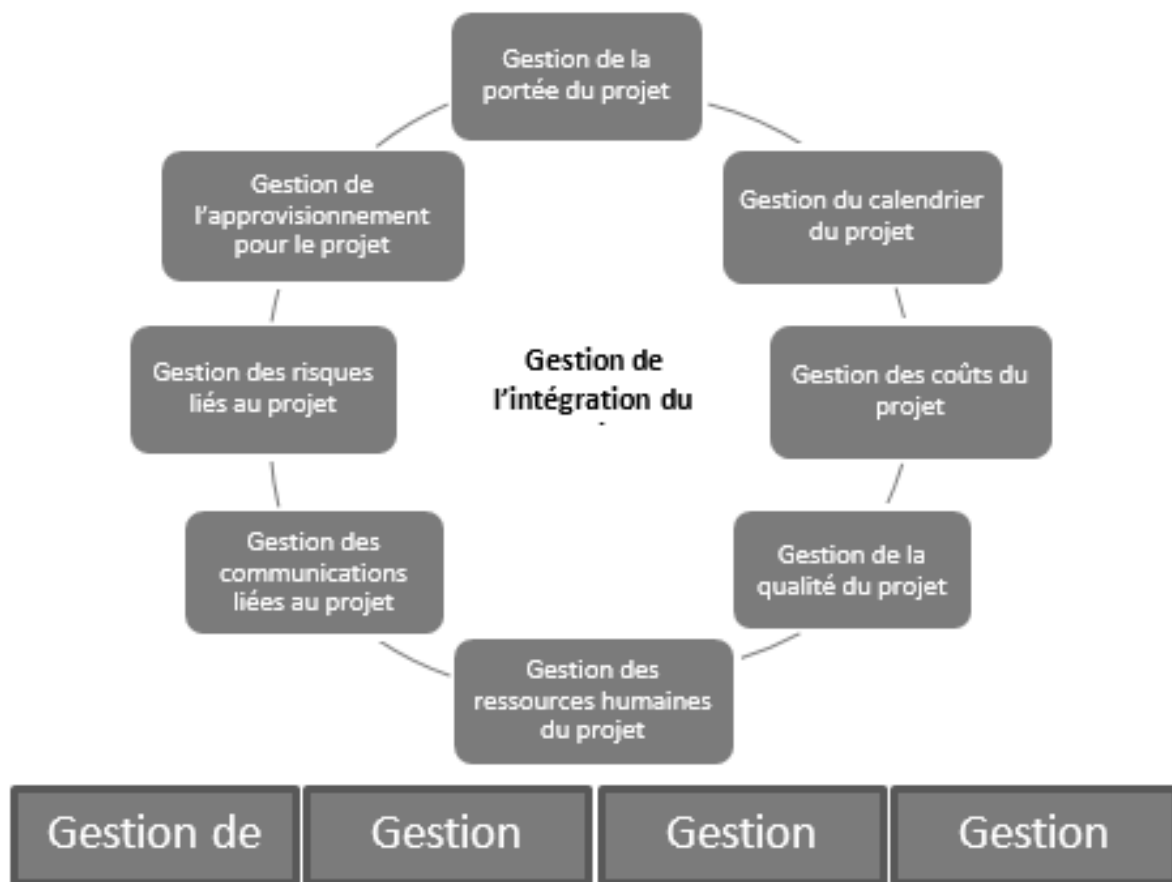 Gestion de la
portée du projet
Gestion de
l'approvisionnement
pour le projet
Gestion du calendrier
du projet
Gestion des risques
liés au projet
Gestion de
l'intégration du
Gestion des coûts du
projet
Gestion des
communications
liées au projet
Gestion de la
qualité du projet
Gestion des
ressources humaines
du projet
Gestion de
Gestion
Gestion
Gestion